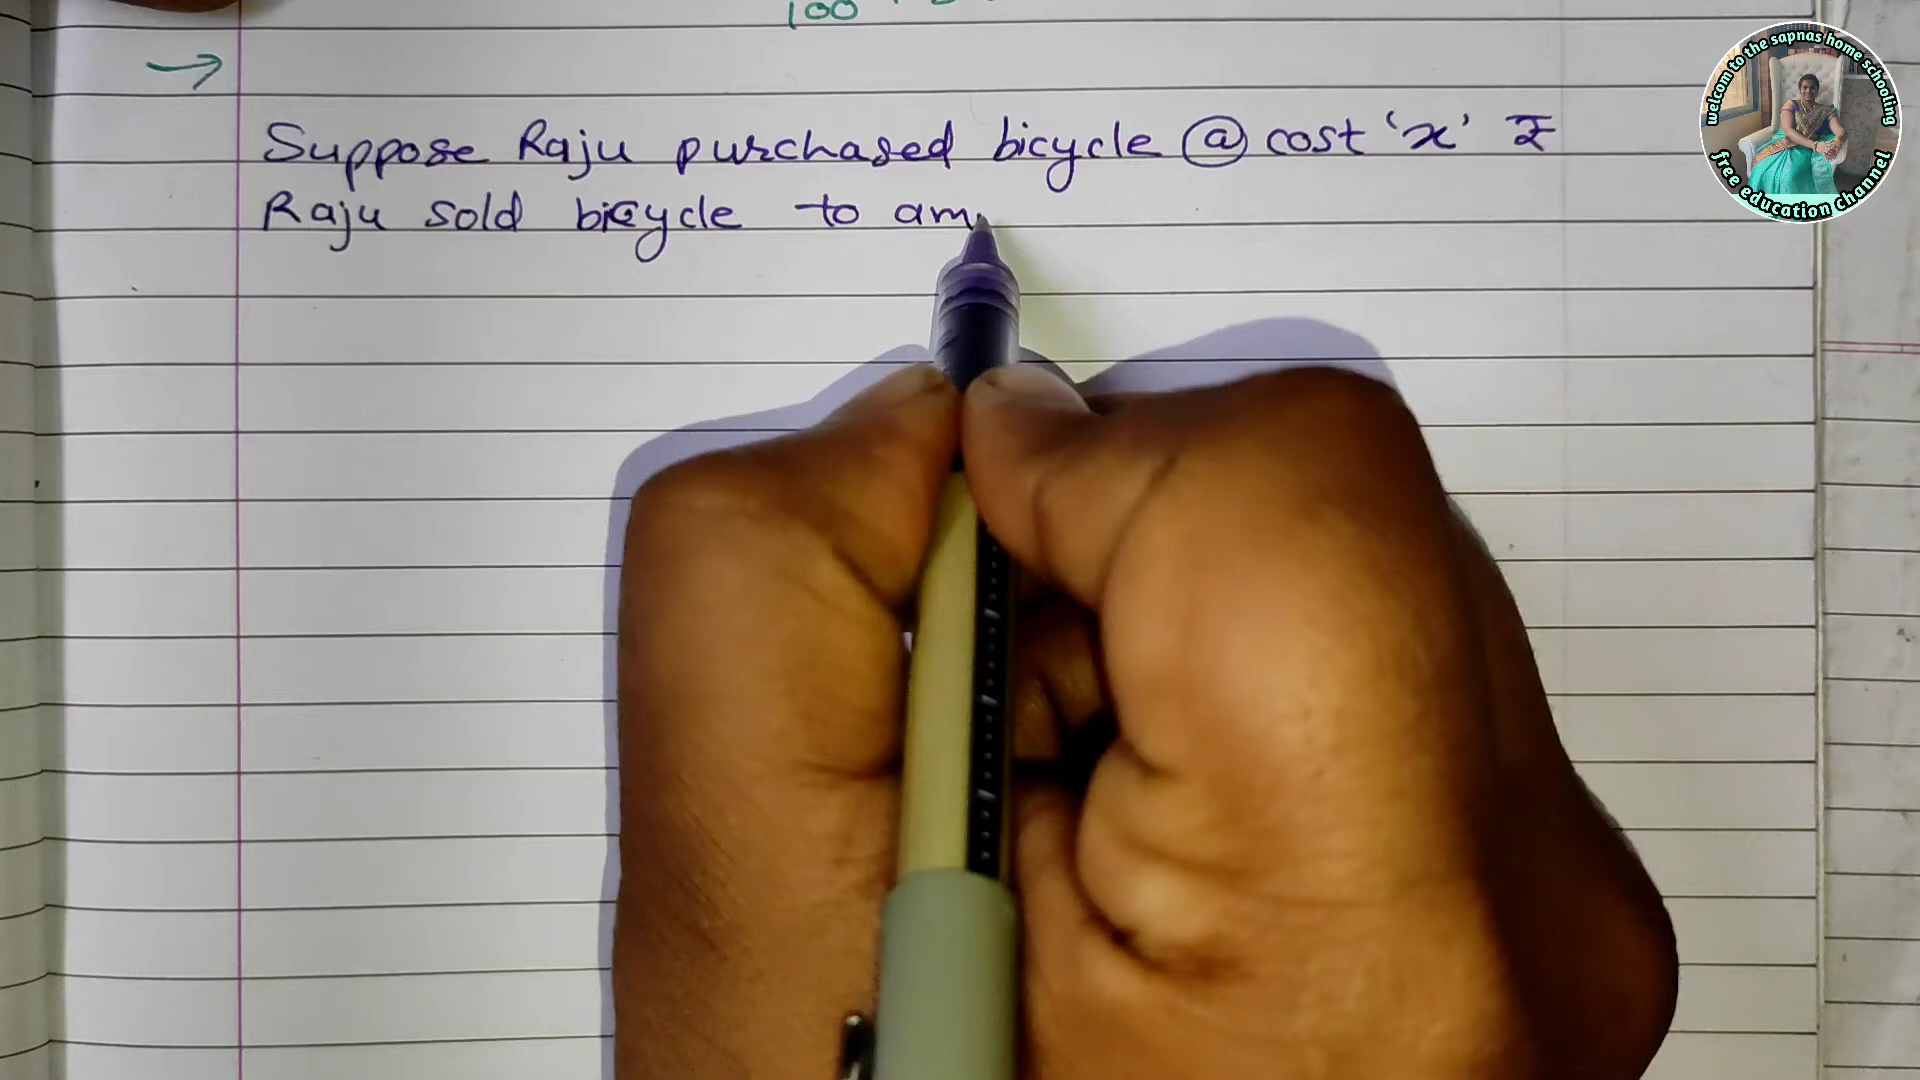 100
→
Suppose Raju purchased bicycle @ cost 'x' ₹
Raju sold bicycle to am
welcom to the sapnas home schooling
free education channel